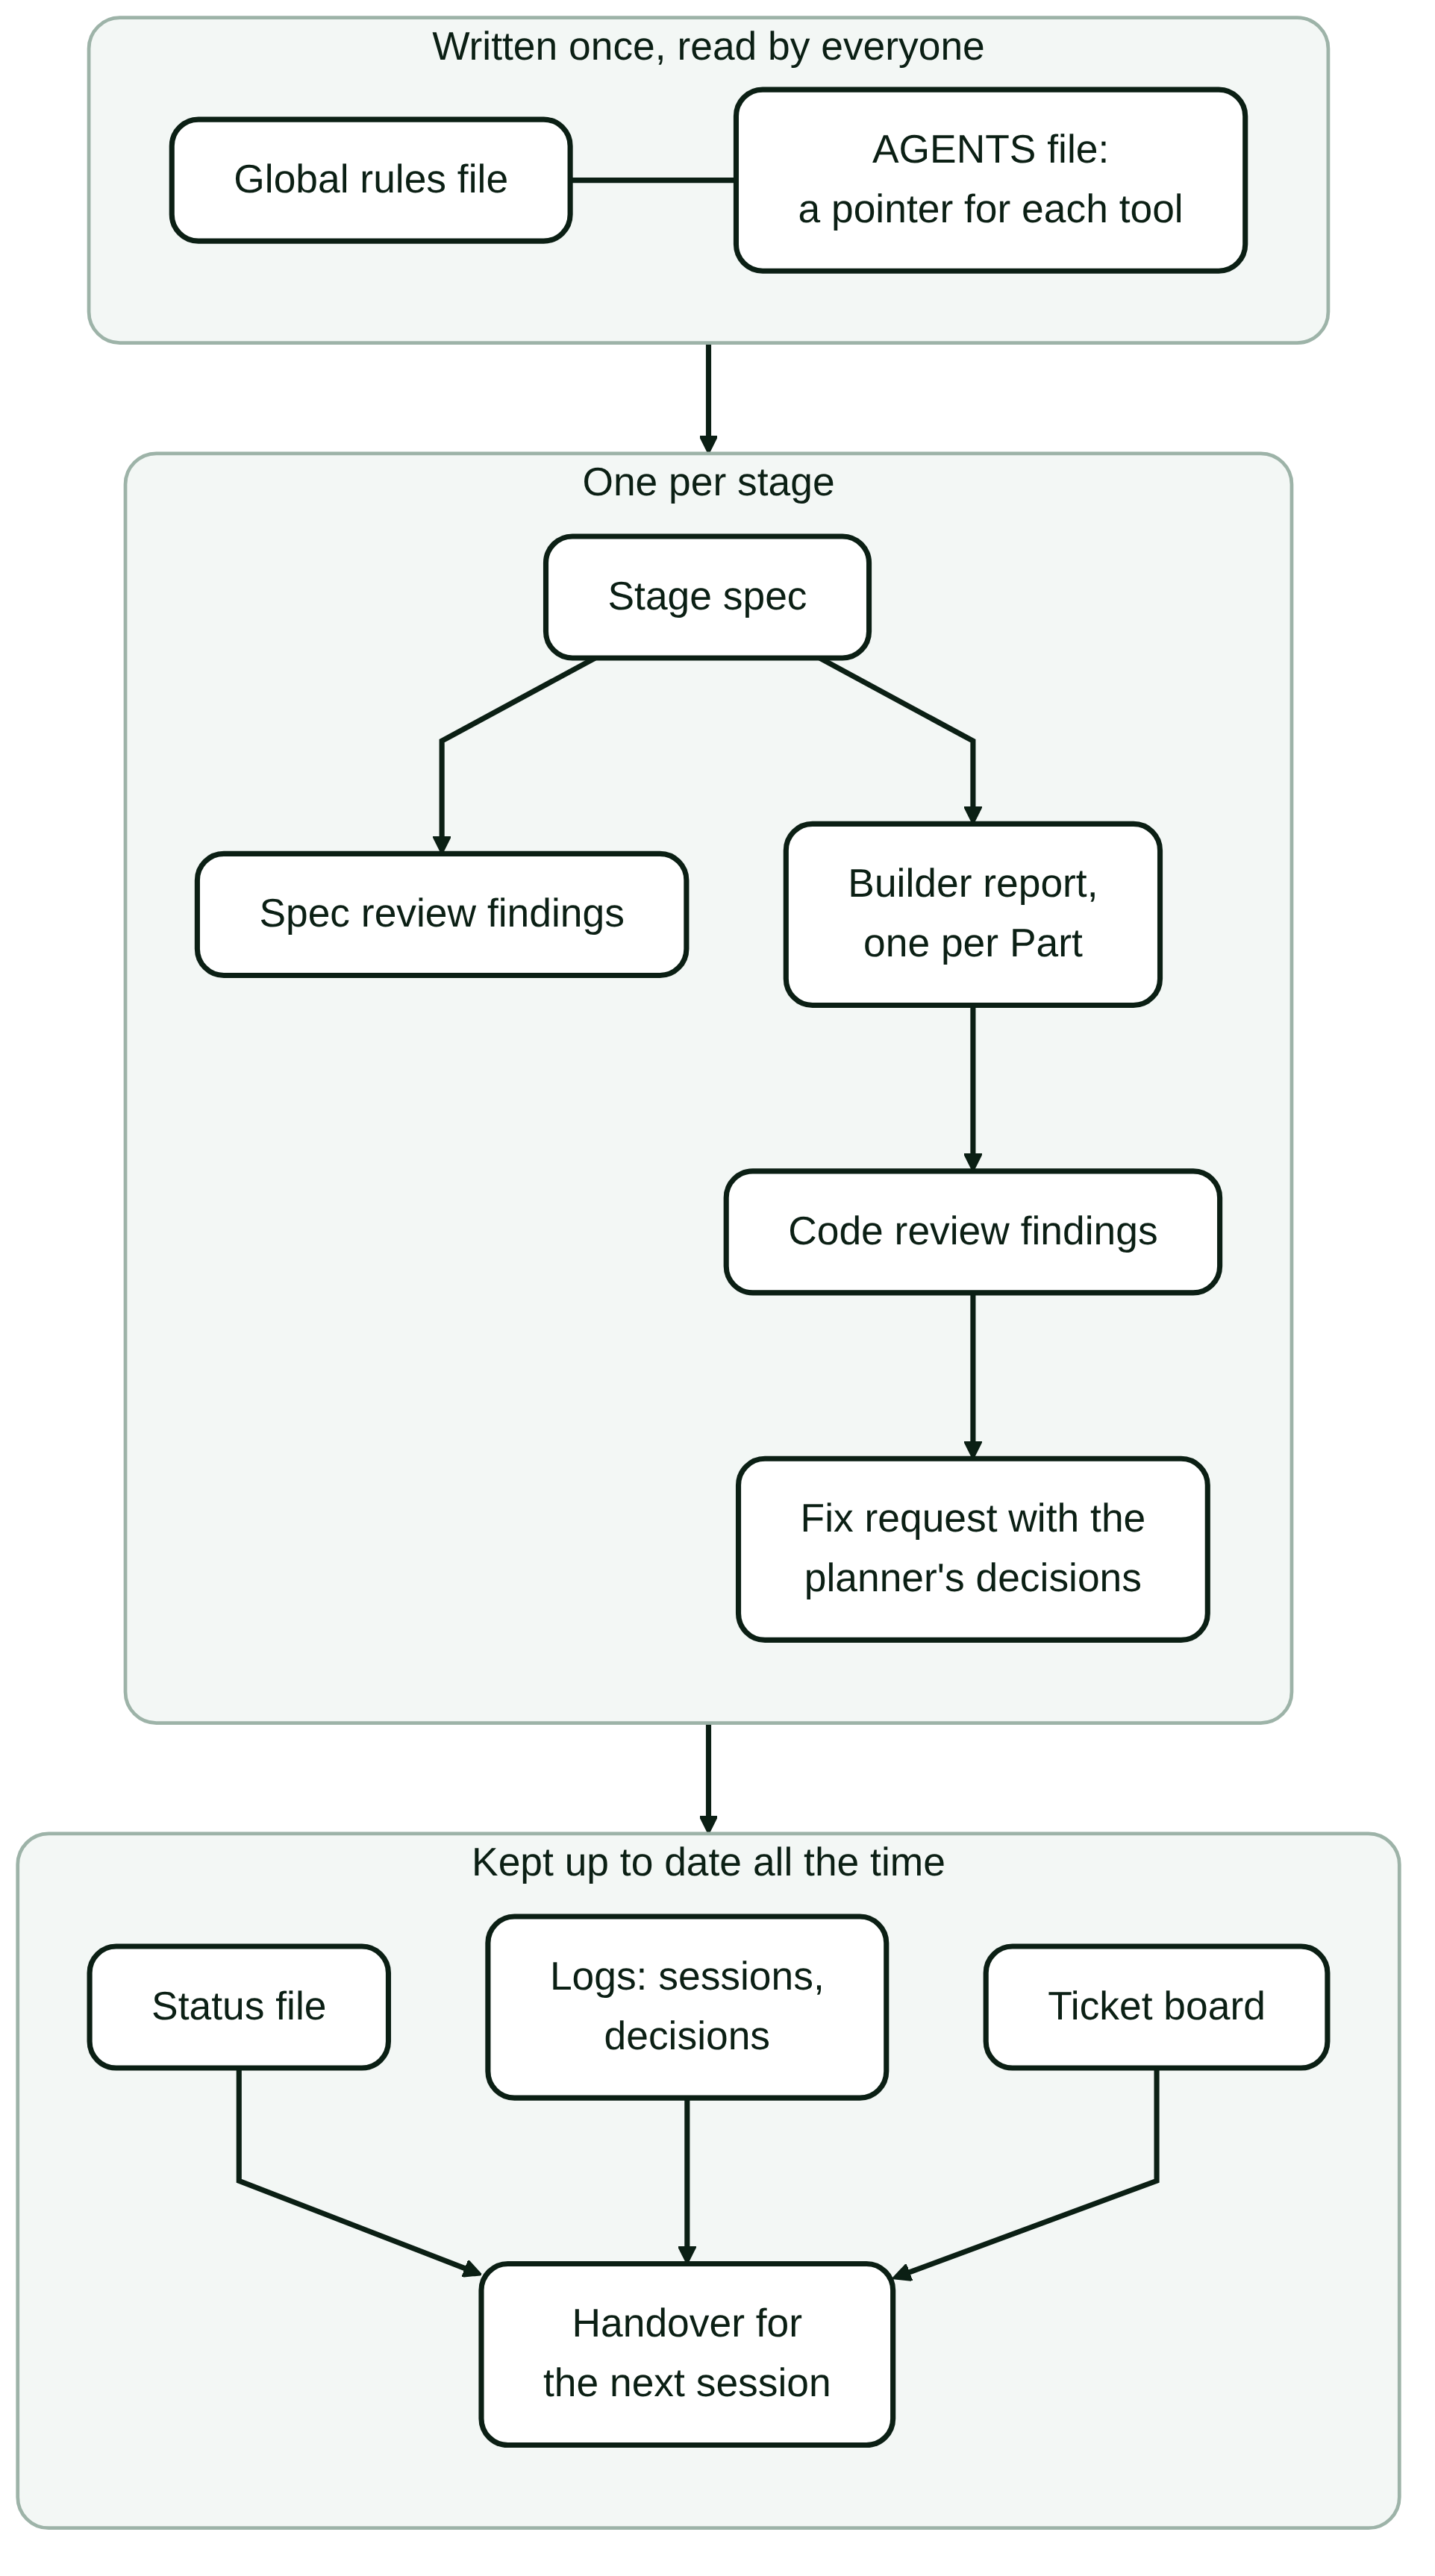 Written once, read by everyone
Global rules file
AGENTS file:
a pointer for each tool
One per stage
Stage spec
Spec review findings
Builder report,
one per Part
Code review findings
Fix request with the
planner's decisions
Kept up to date all the time
Status file
Logs: sessions,
decisions
Ticket board
Handover for
the next session